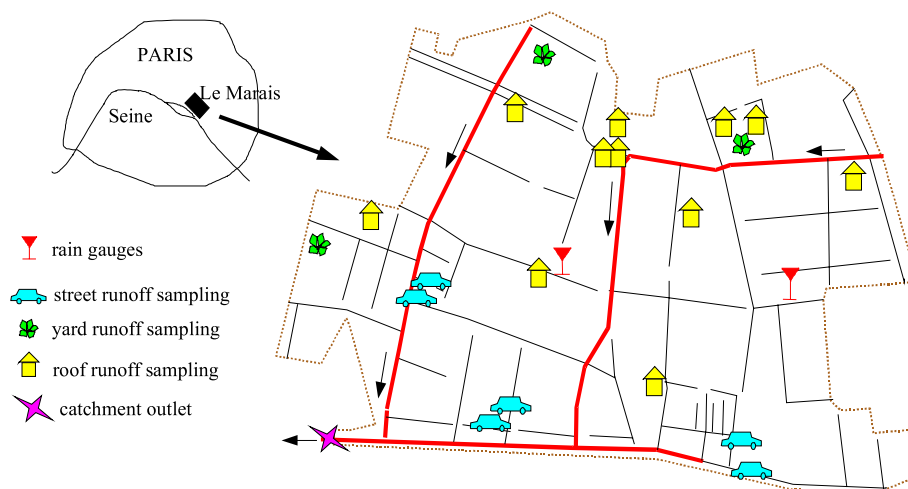 PARIS
Le Marais
Seine
rain gauges
street runoff sampling
yard runoff sampling
roof runoff sampling
catchment outlet